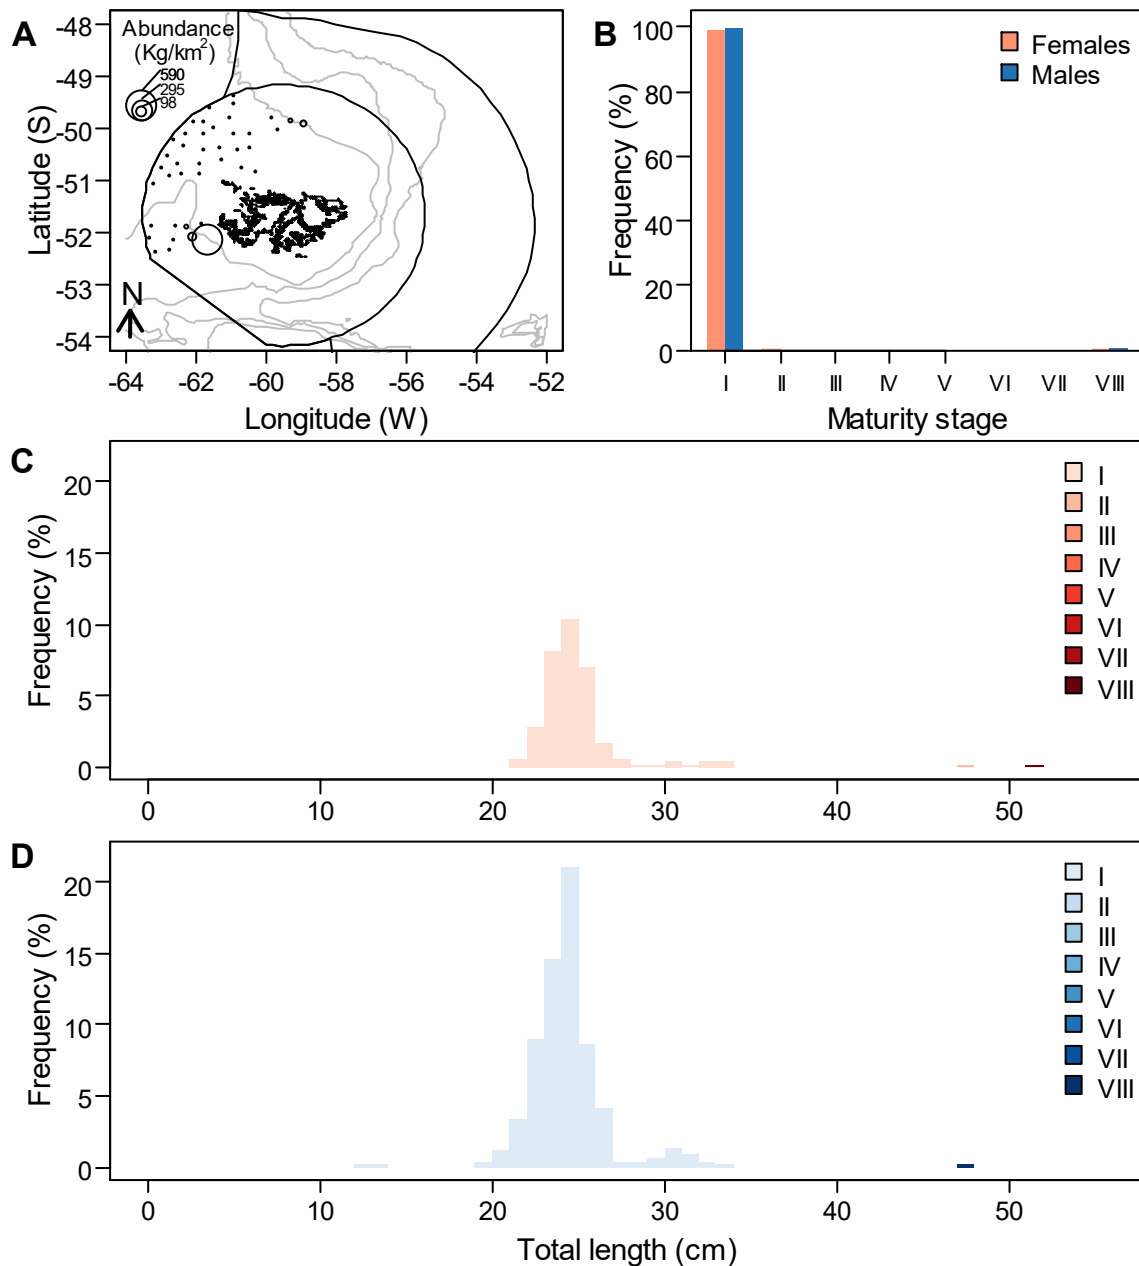 A
Abundance
(Kg/km2)
590
295
98
N
-48
-49
-50
-51
-52
-53
-54
Latitude (S)
-64 -62 -60 -58 -56 -54 -52
Longitude (W)
B
Females
Males
100
80
60
40
20
0
Frequency (%)
I II III IV V VI VII VIII
Maturity stage
C
I
II
III
IV
V
VI
VII
VIII
20
15
10
5
0
Frequency (%)
0 10 20 30 40 50
D
I
II
III
IV
V
VI
VII
VIII
20
15
10
5
0
Frequency (%)
0 10 20 30 40 50
Total length (cm)